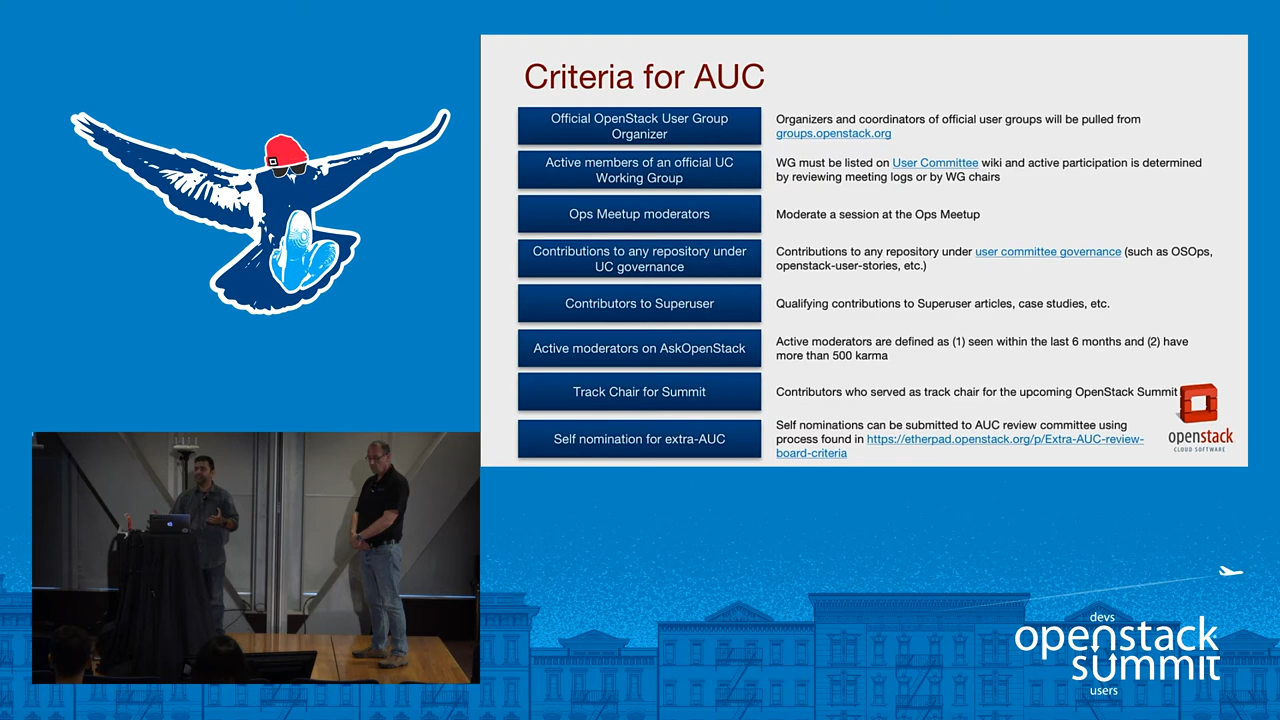 Criteria for AUC
Official OpenStack User Group
Organizer
Organizers and coordinators of official user groups will be pulled from
groups.openstack.org
Active members of an official UC
Working Group
WG must be listed on User Committee wiki and active participation is determined
by reviewing meeting logs or by WG chairs
Ops Meetup moderators
Moderate a session at the Ops Meetup
Contributions to any repository under
UC governance
Contributions to any repository under user committee governance (such as OSOps,
openstack-user-stories, etc.)
Contributors to Superuser
Qualifying contributions to Superuser articles, case studies, etc.
Active moderators on AskOpenStack
Active moderators are defined as (1) seen within the last 6 months and (2) have
more than 500 karma
Track Chair for Summit
Contributors who served as track chair for the upcoming OpenStack Summit
Self nomination for extra-AUC
Self nominations can be submitted to AUC review committee using
process found in https://etherpad.openstack.org/p/Extra-AUC-review-
board-criteria
openstack
CLOUD SOFTWARE
devs
openstack
summit
users